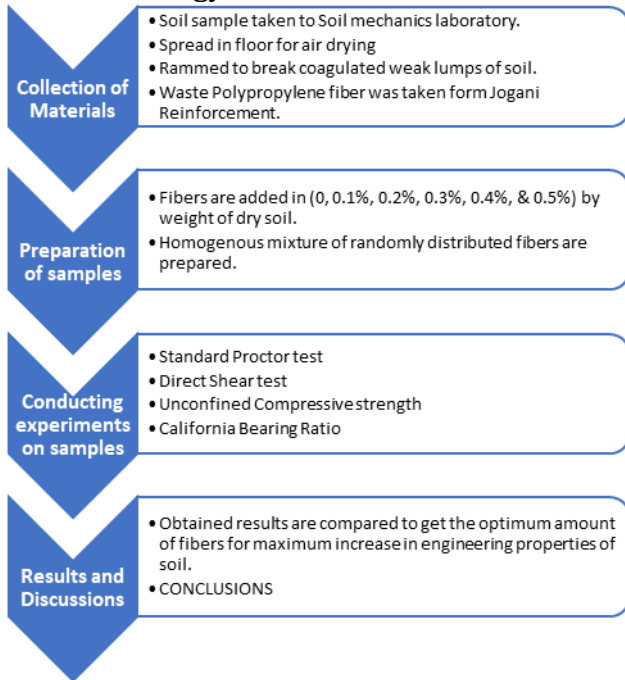 • Soil sample taken to Soil mechanics laboratory.
• Spread in floor for air drying
• Rammed to break coagulated weak lumps of soil.
• Waste Polypropylene fiber was taken form Jogani
Reinforcement.
Collection of
Materials
• Fibers are added in (0, 0.1%, 0.2%, 0.3%, 0.4%, & 0.5%) by
weight of dry soil.
• Homogenous mixture of randomly distributed fibers are
prepared.
Preparation
of samples
• Standard Proctor test
• Direct Shear test
• Unconfined Compressive strength
• California Bearing Ratio
Conducting
experiments
on samples
• Obtained results are compared to get the optimum amount
of fibers for maximum increase in engineering properties of
soil.
• CONCLUSIONS
Results and
Discussions